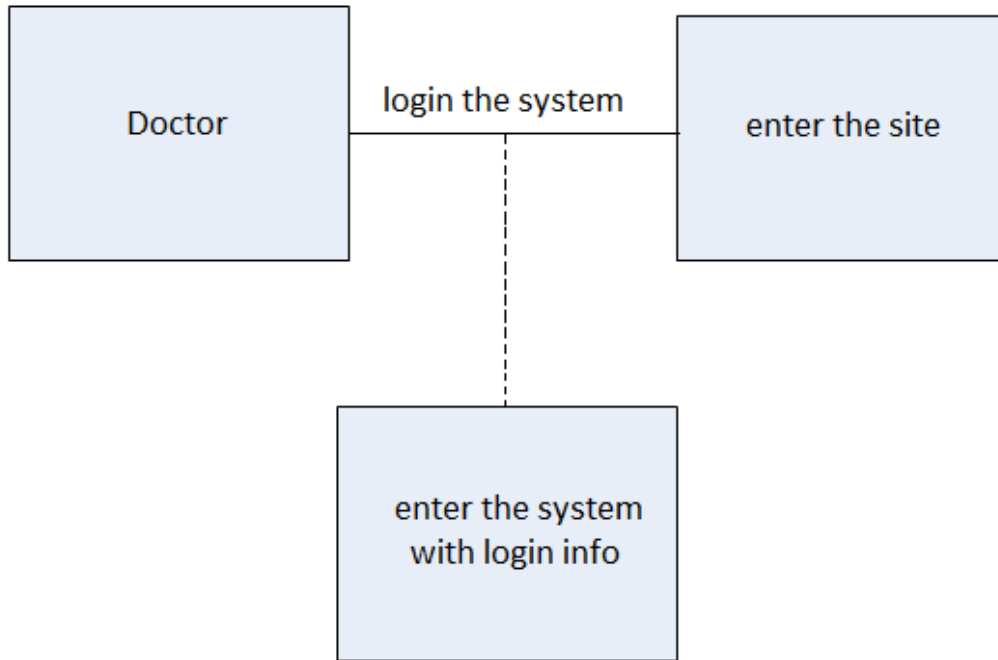 login the system
Doctor
enter the site
enter the system
with login info